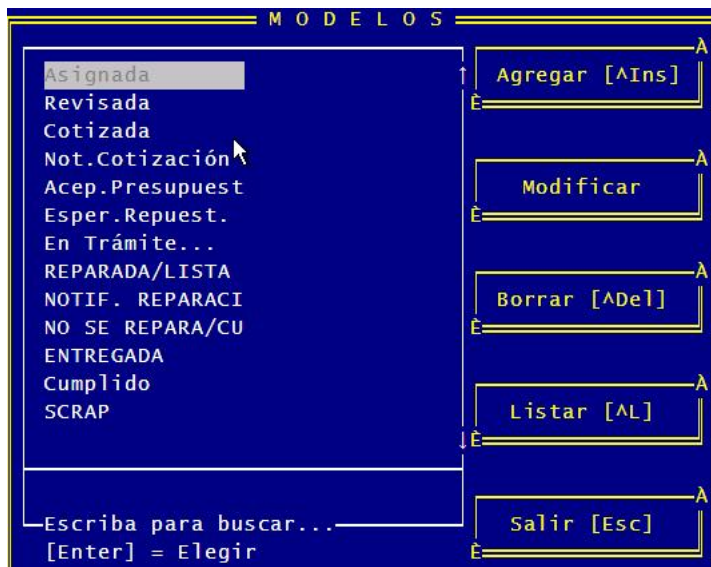 M O D E L O S
Asignada
Revisada
Cotizada
Not.Cotización
Acep.Presupuest
Esper.Repuest.
En Trámite...
REPARADA/LISTA
NOTIF. REPARACI
NO SE REPARA/CU
ENTREGADA
Cumplido
SCRAP
Escriba para buscar...
[Enter] = Elegir
À
Agregar [^Ins]
È
À
Modificar
È
À
Borrar [^Del]
È
À
Listar [^L]
È
À
Salir [Esc]
È